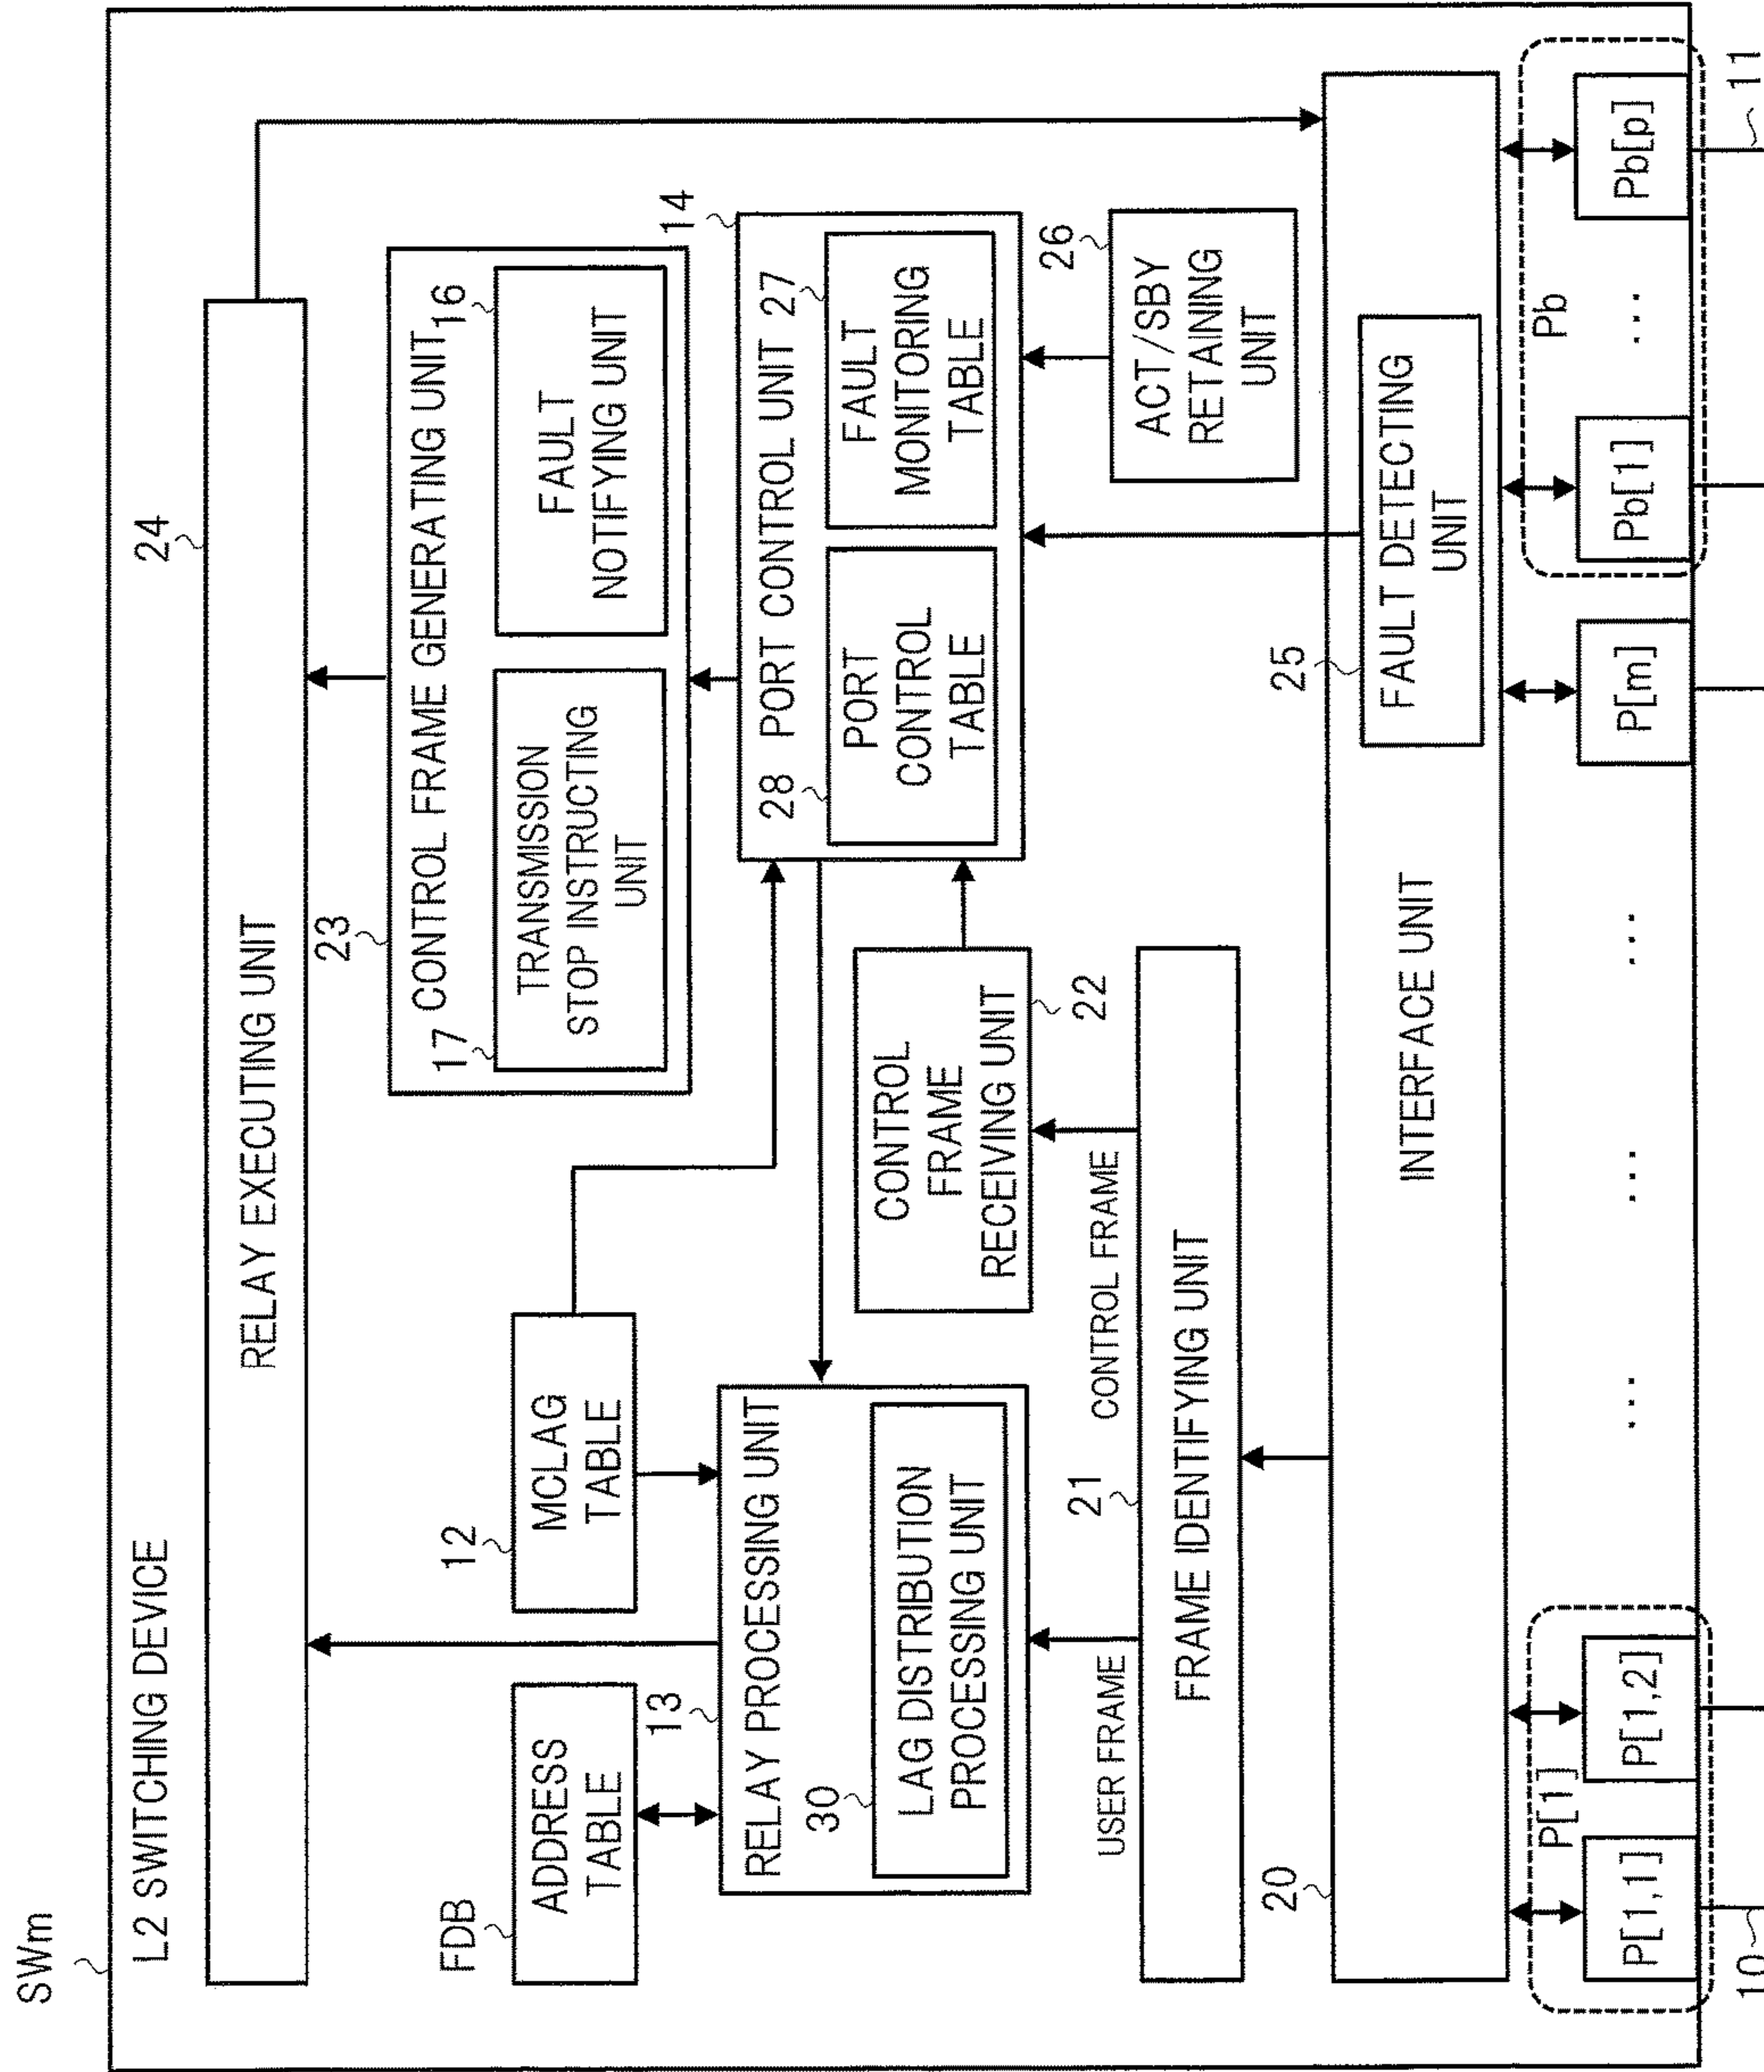 SWm
L2 SWITCHING DEVICE
24
RELAY EXECUTING UNIT
23
CONTROL FRAME GENERATING UNIT
17
TRANSMISSION
STOP INSTRUCTING
UNIT
16
FAULT
NOTIFYING UNIT
FDB
ADDRESS
TABLE
12
MCLAG
TABLE
14
PORT CONTROL UNIT
28
PORT
CONTROL
TABLE
27
FAULT
MONITORING
TABLE
13
RELAY PROCESSING UNIT
30
LAG DISTRIBUTION
PROCESSING UNIT
CONTROL
FRAME
RECEIVING UNIT
22
26
ACT/SBY
RETAINING
UNIT
USER FRAME
CONTROL FRAME
21
FRAME IDENTIFYING UNIT
20
INTERFACE UNIT
25
FAULT DETECTING
UNIT
P[1]
P[1,1]
P[1,2]
...
...
...
P[m]
Pb
Pb[1]
...
Pb[p]
10
11